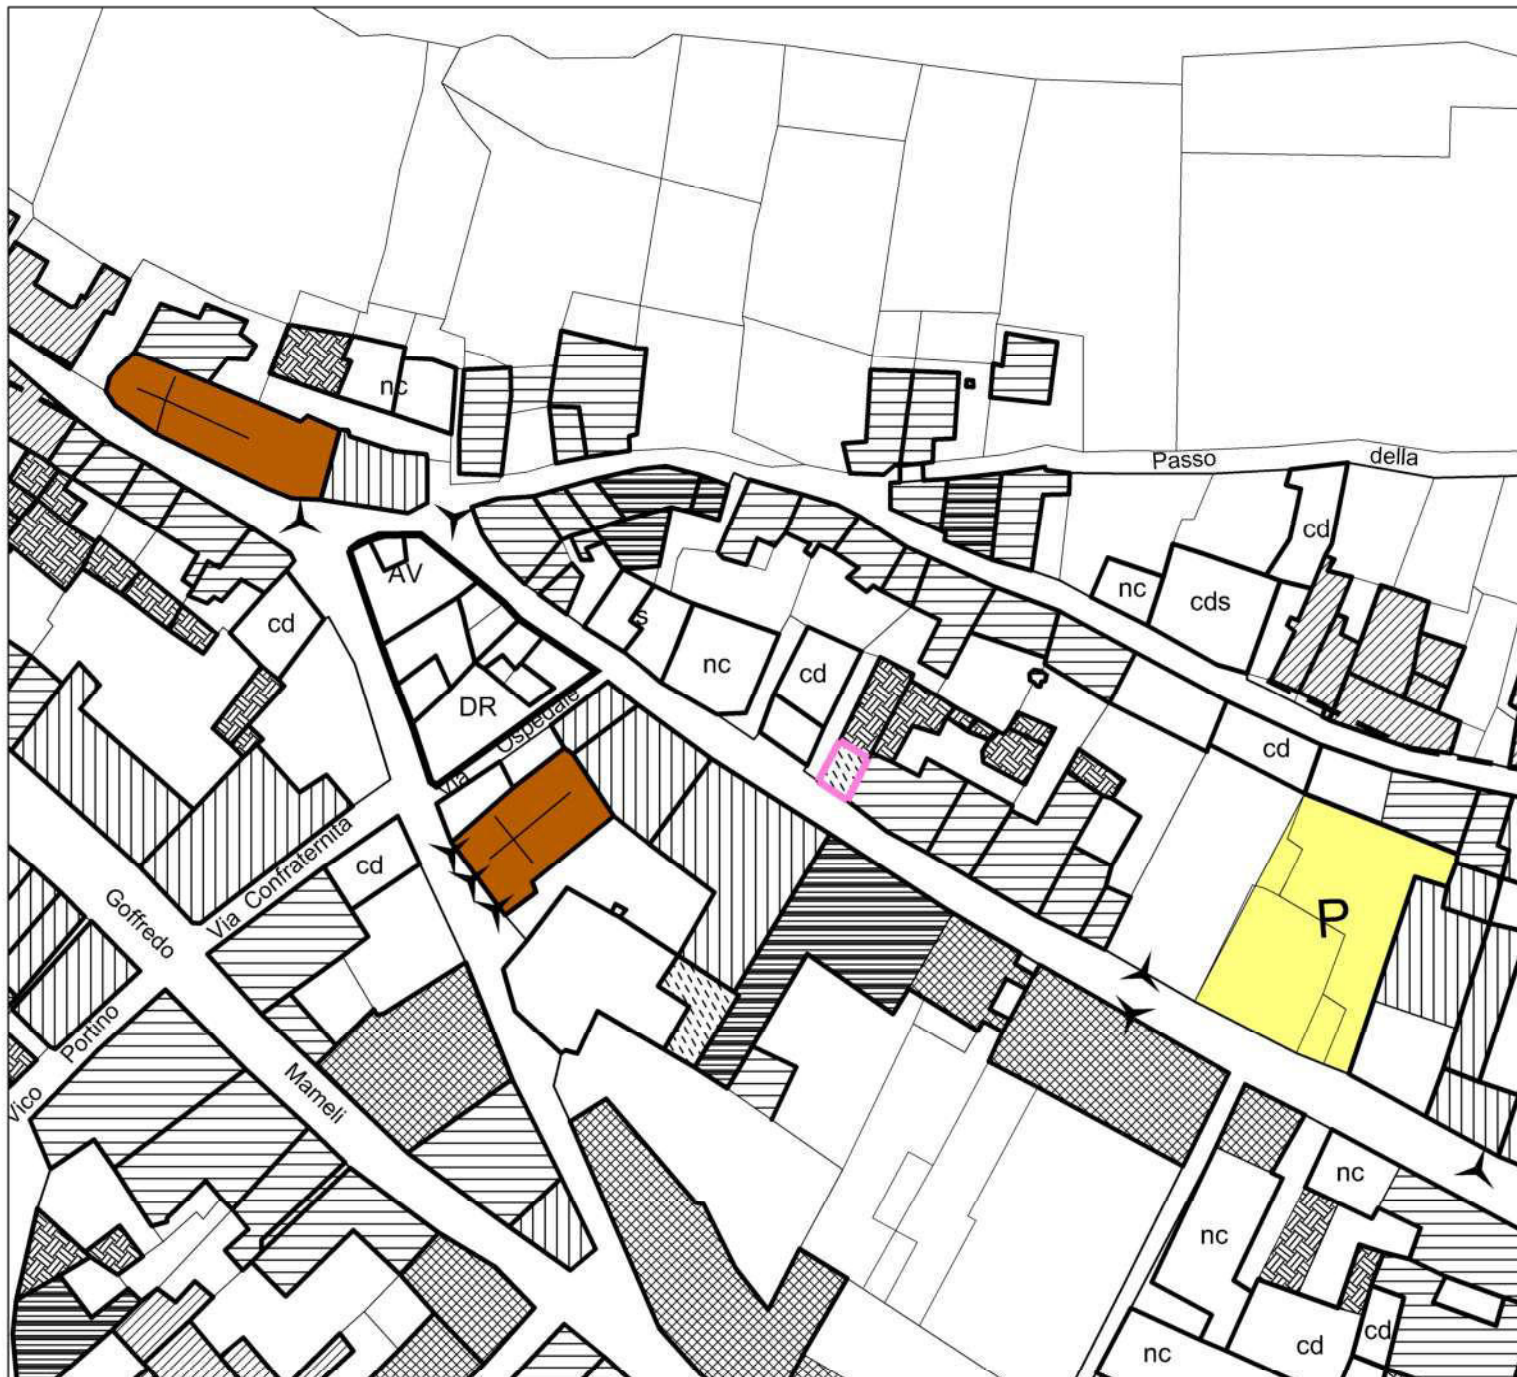 nc
Passo
della
cd
AV
nc
cds
cd
s
nc
cd
DR
Via Ospedale
cd
Via Confraternita
cd
P
Goffredo
Vico Portino
Mameli
nc
nc
cd
cd
nc